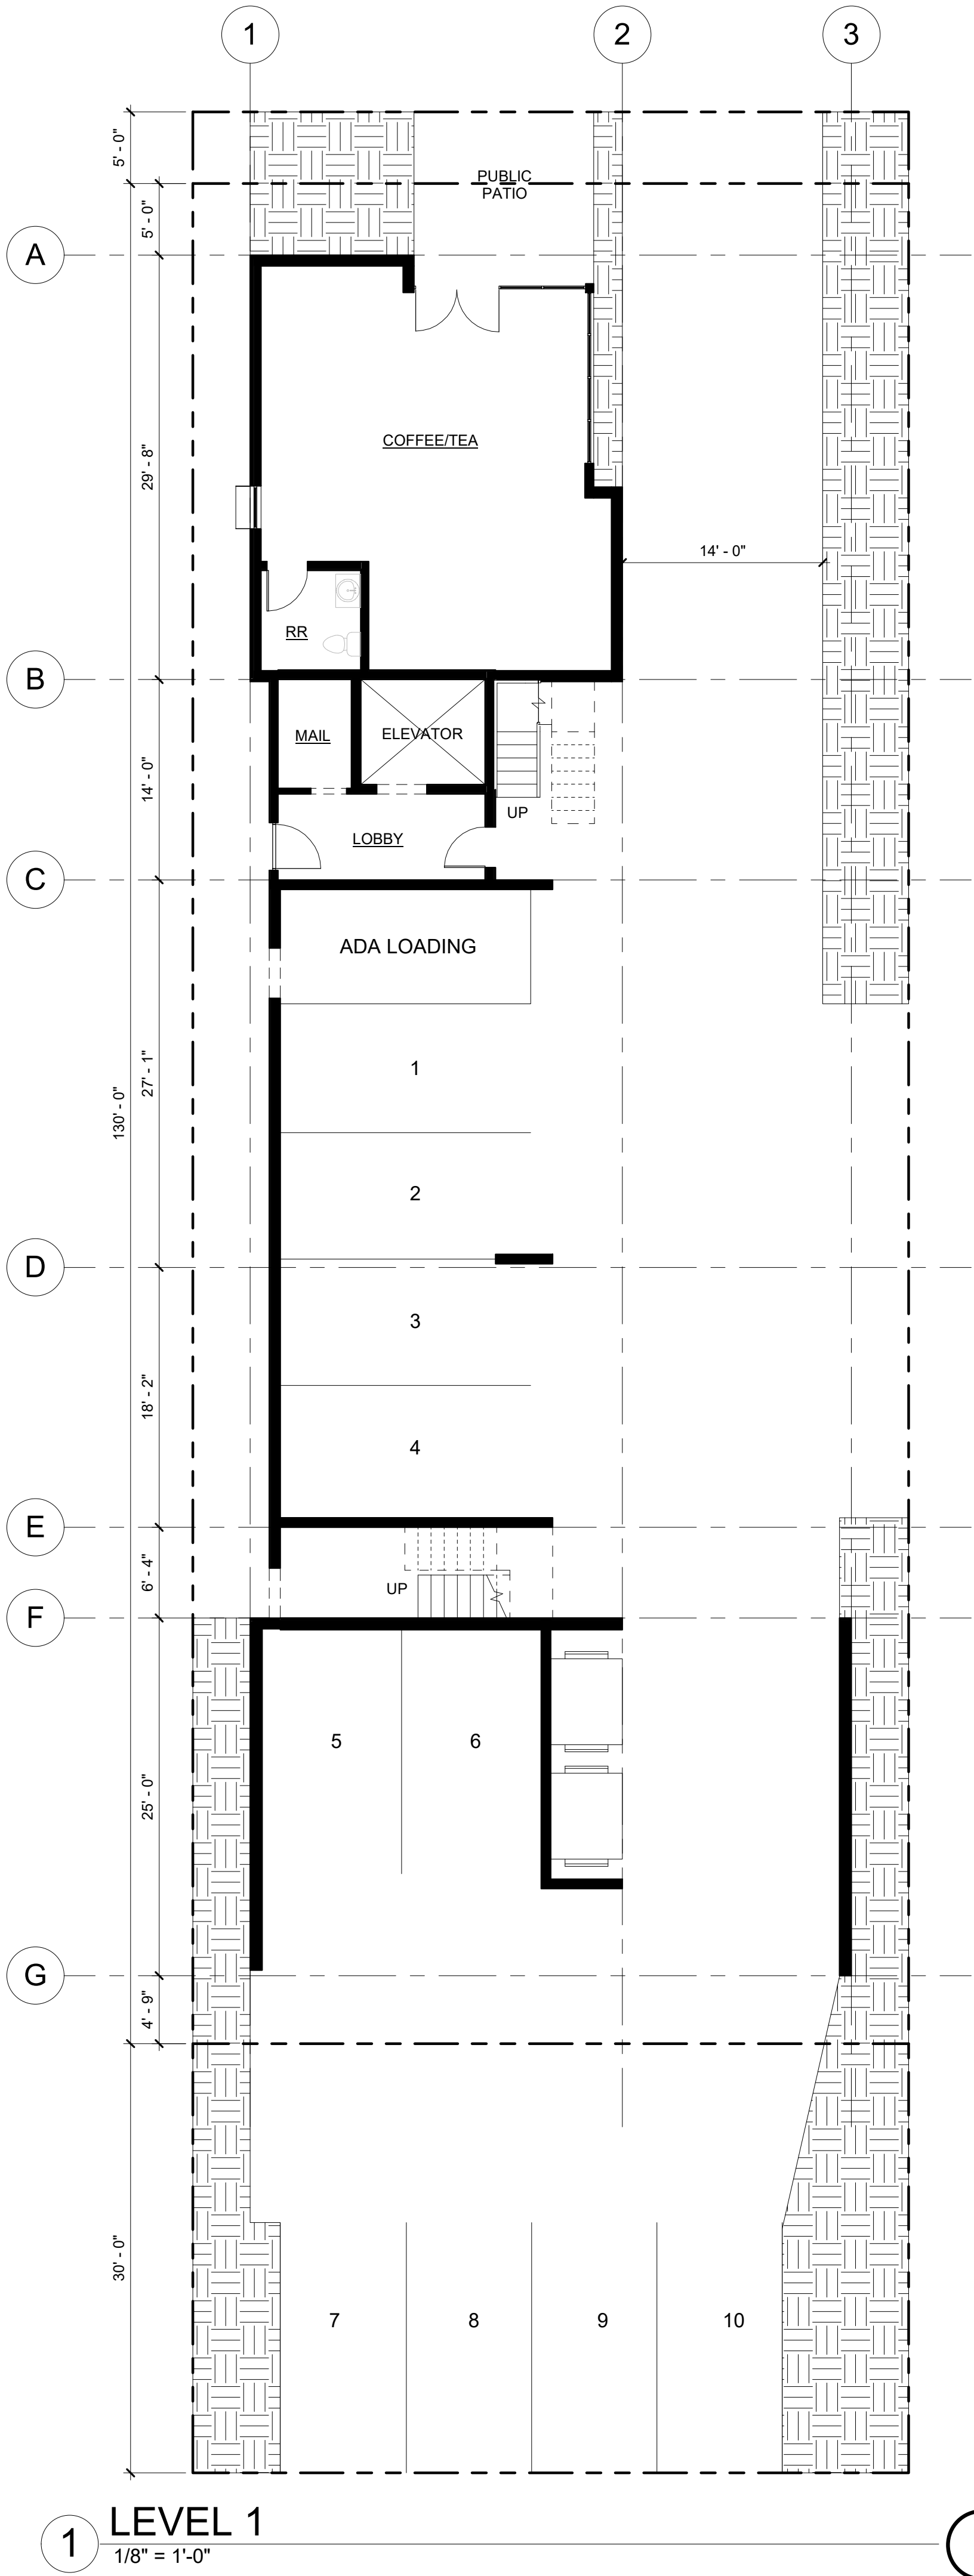 1
2
3
5' - 0"
PUBLIC
PATIO
5' - 0"
A
COFFEE/TEA
29' - 8"
14' - 0"
RR
B
MAIL
ELEVATOR
14' - 0"
UP
LOBBY
C
ADA LOADING
27' - 1"
1
130' - 0"
2
D
3
18' - 2"
4
E
6' - 4"
UP
F
5
6
25' - 0"
G
4' - 9"
30' - 0"
7
8
9
10
1
LEVEL 1
1/8" = 1'-0"